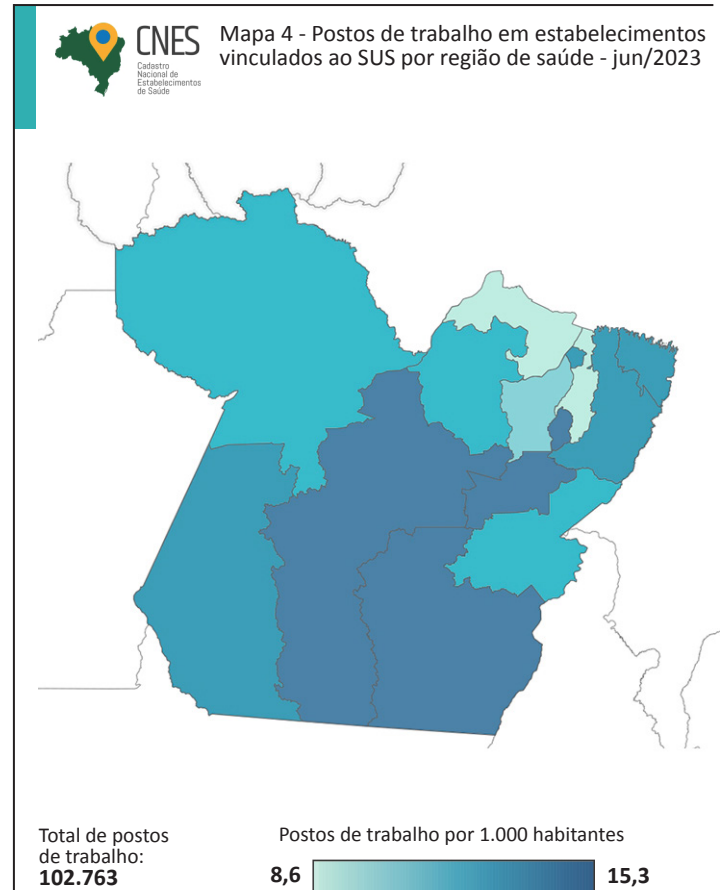 CNES
Cadastro
Nacional de
Estabelecimentos
de Saúde
Mapa 4 - Postos de trabalho em estabelecimentos
vinculados ao SUS por região de saúde - jun/2023
Total de postos
de trabalho:
102.763
Postos de trabalho por 1.000 habitantes
8,6
15,3